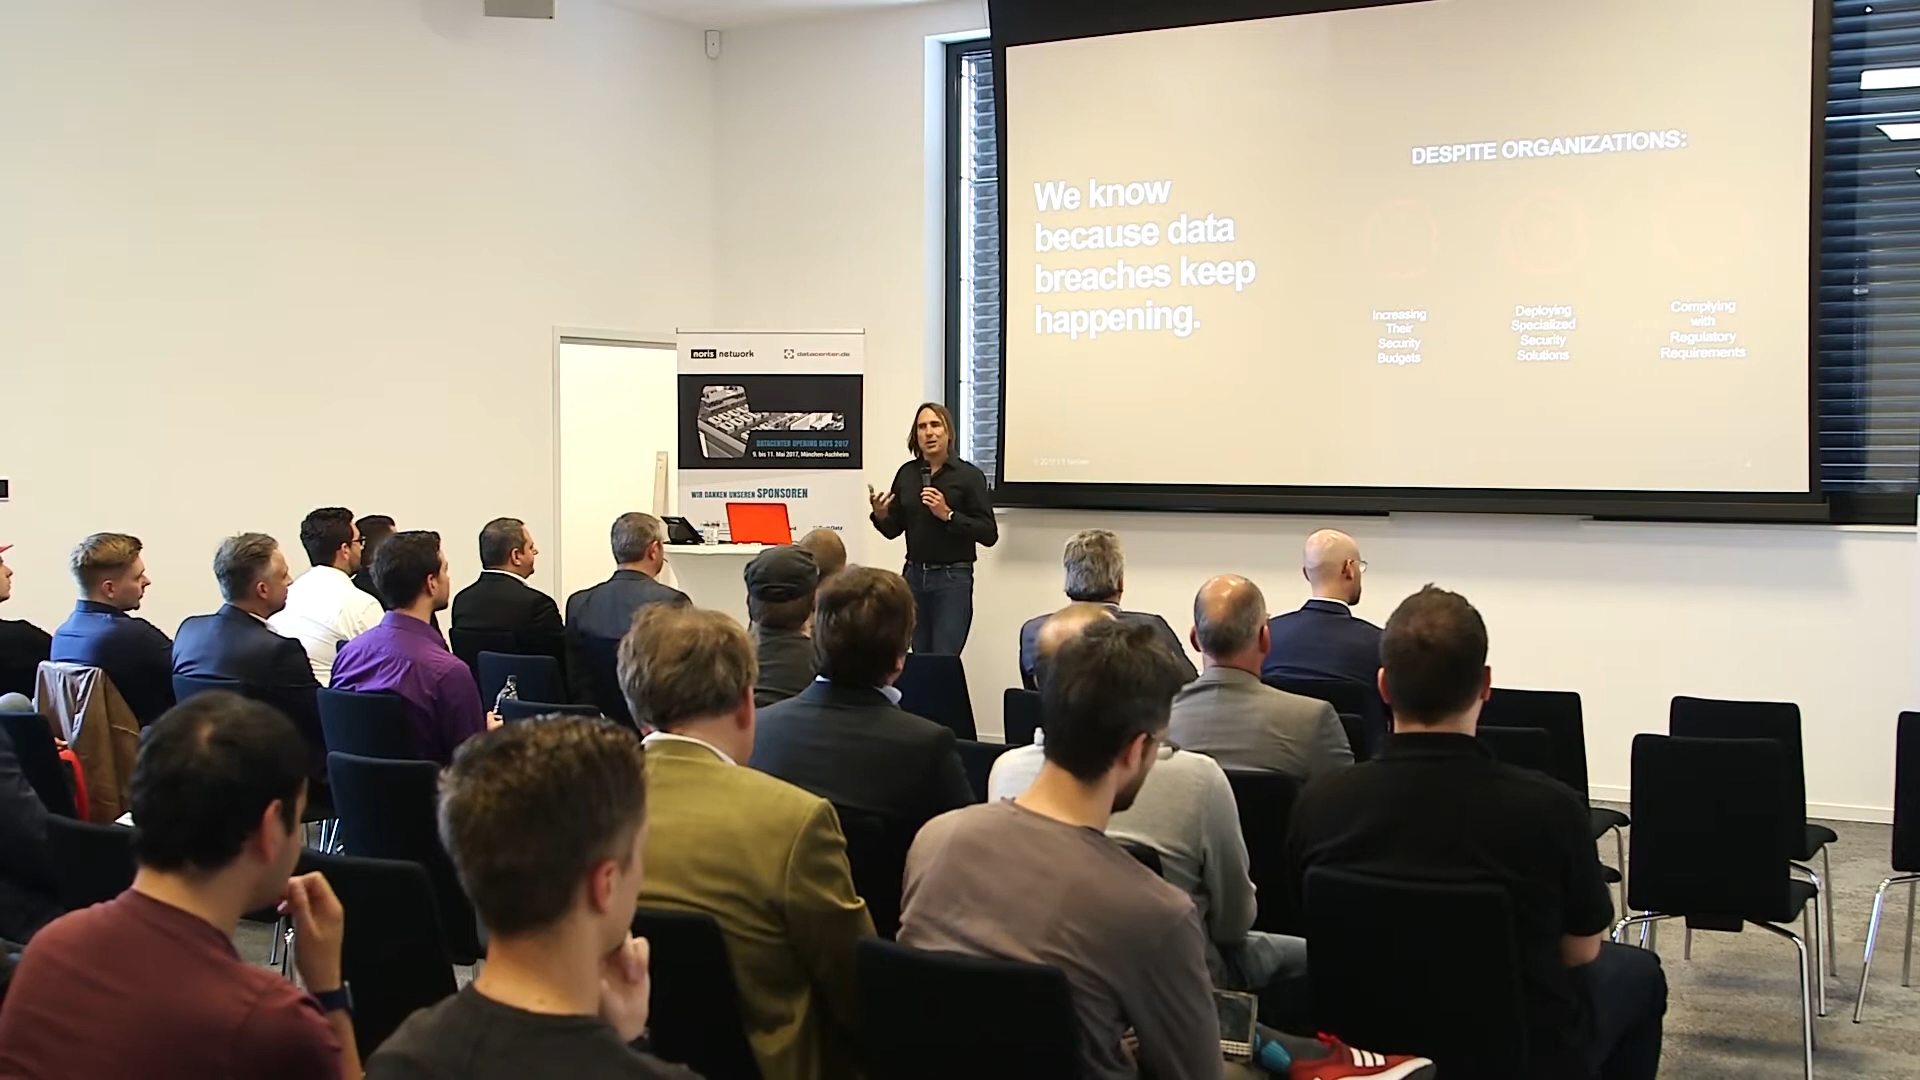 DESPITE ORGANIZATIONS:
We know
because data
breaches keep
happening.
Increasing
Their
Security
Budgets
Deploying
Specialized
Security
Solutions
Complying
with
Regulatory
Requirements
noris network
datacenter.de
DATACENTER OPENING DAYS 2017
9. bis 11. Mai 2017, München-Aschheim
WIR DANKEN UNSEREN SPONSOREN